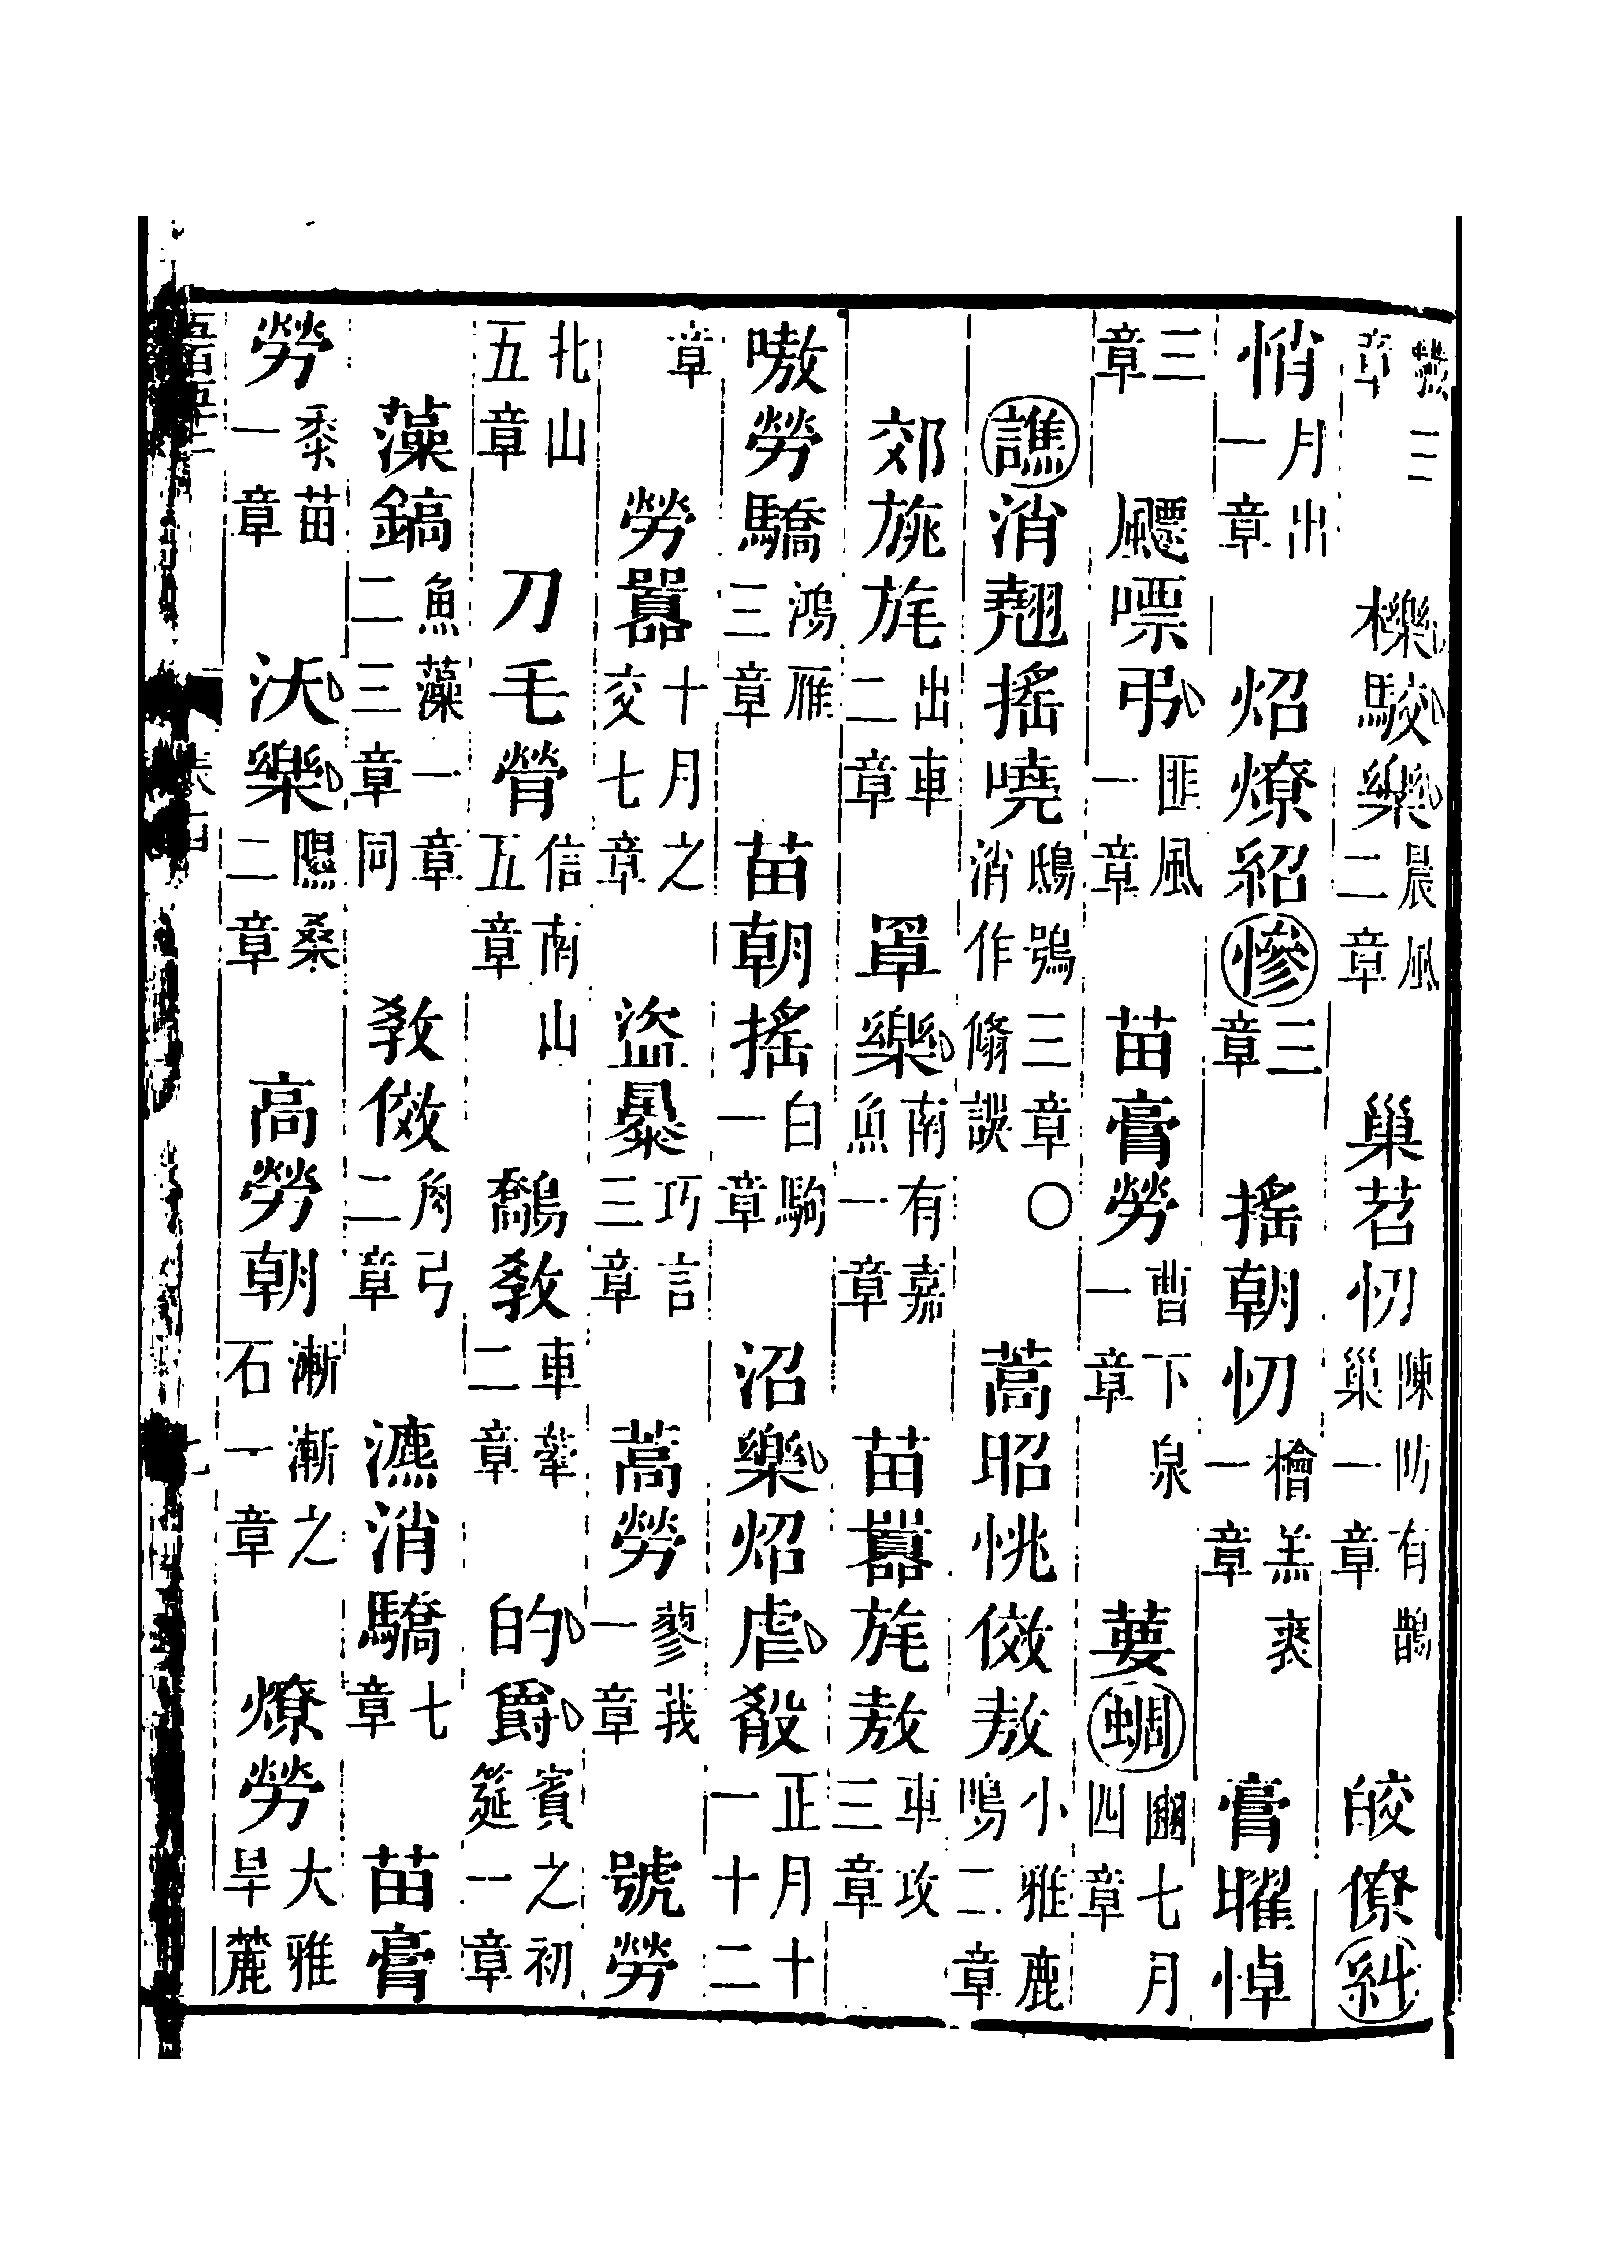 三章櫟駮樂晨風二章巢苕忉陳防有鵲巢一章皎僚糾
悄月出一章炤燎紹慘三章搖朝忉檜羔裘一章膏曜悼
三章飄嘌弔匪風一章苗膏勞曹下泉一章葽蜩豳七月四章
譙消翹搖嘵鴟鴞三章○消作翛誤蒿昭恌傚敖小雅鹿鳴二章
郊旐旄出車二章罩樂南有嘉魚一章苗囂旄敖車攻三章
嗷勞驕鴻雁三章苗朝搖白駒一章沼樂炤虐殽正月十一十二
章勞囂十月之交七章盜暴巧言三章蒿勞蓼莪一章號勞
北山五章刀毛膋信南山五章鷮教車舝二章的爵賓之初筵一章
藻鎬魚藻一章二三章同教傚角弓二章瀌消驕七章苗膏
勞黍苗一章沃樂隰桑二章高勞朝漸漸之石一章燎勞大雅旱麓